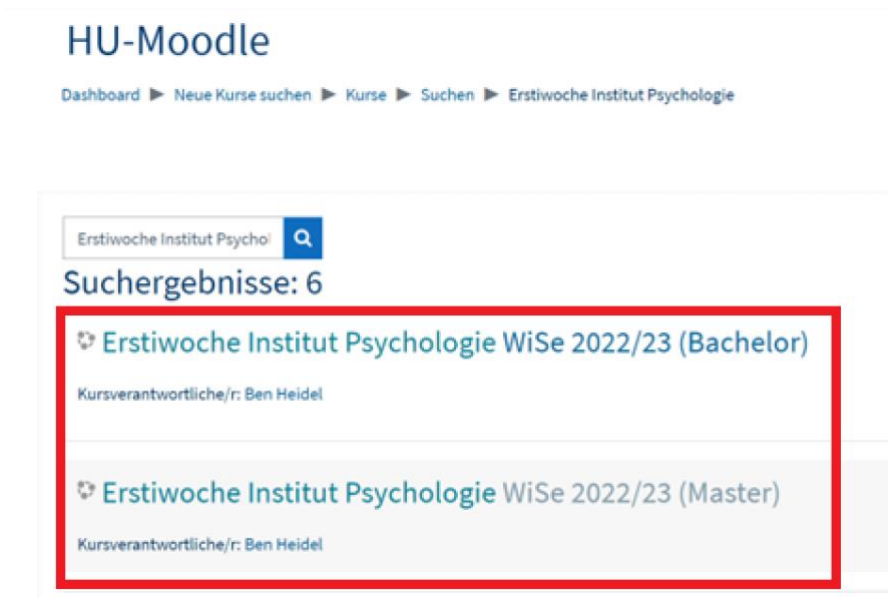 HU-Moodle
Dashboard ► Neue Kurse suchen ► Kurse ► Suchen ► Erstiwoche Institut Psychologie
Erstiwoche Institut Psychol
Suchergebnisse: 6
Erstiwoche Institut Psychologie WiSe 2022/23 (Bachelor)
Kursverantwortliche/r: Ben Heidel
Erstiwoche Institut Psychologie WiSe 2022/23 (Master)
Kursverantwortliche/r: Ben Heidel